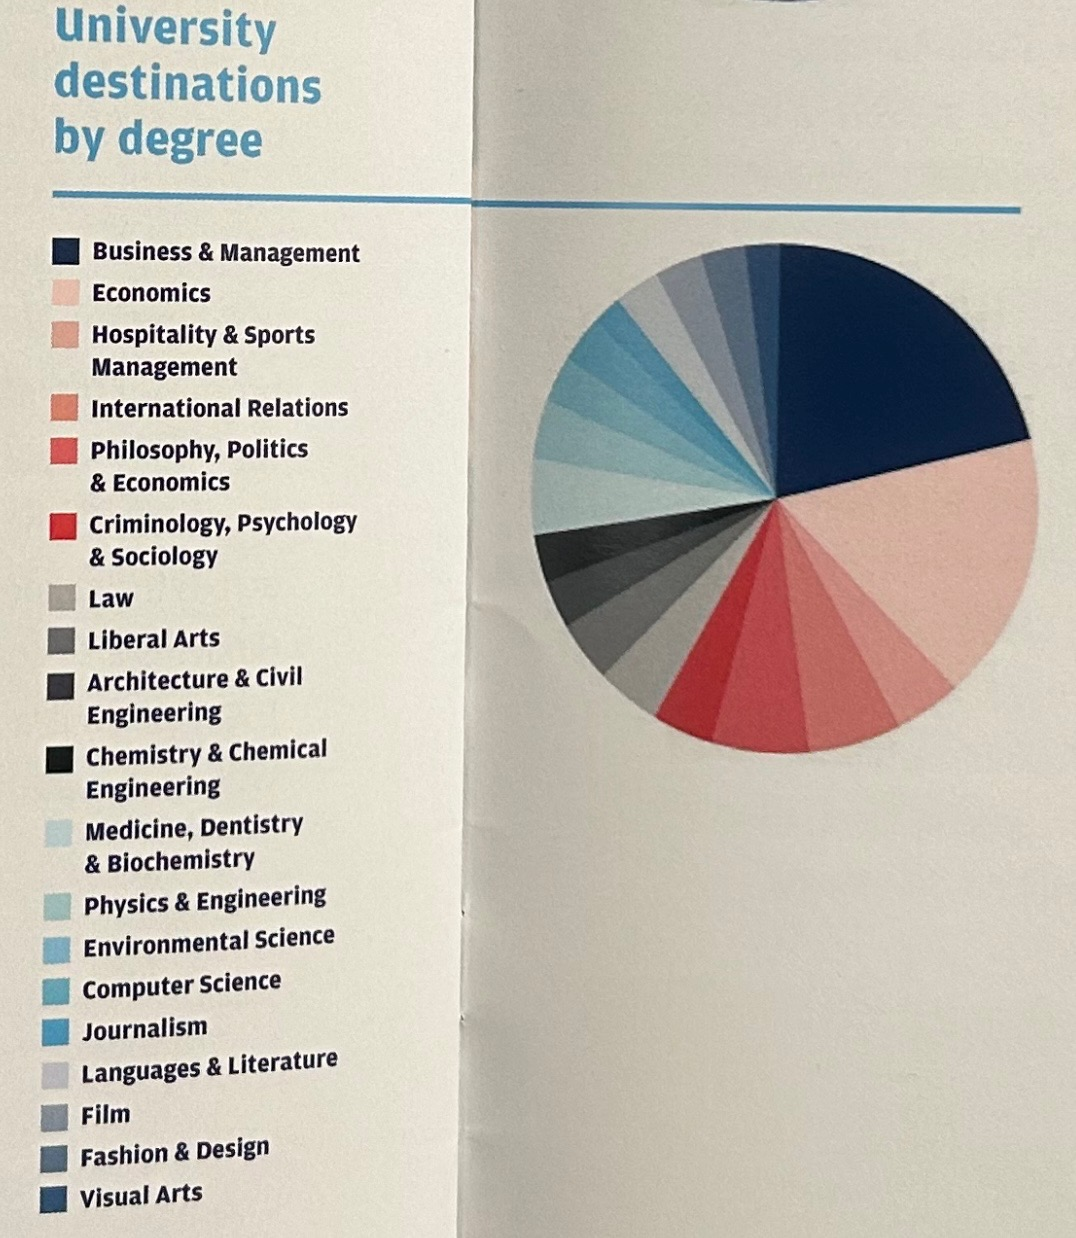 University
destinations
by degree
Business & Management
Economics
Hospitality & Sports
Management
International Relations
Philosophy, Politics
& Economics
Criminology, Psychology
& Sociology
Law
Liberal Arts
Architecture & Civil
Engineering
Chemistry & Chemical
Engineering
Medicine, Dentistry
& Biochemistry
Physics & Engineering
Environmental Science
Computer Science
Journalism
Languages & Literature
Film
Fashion & Design
Visual Arts